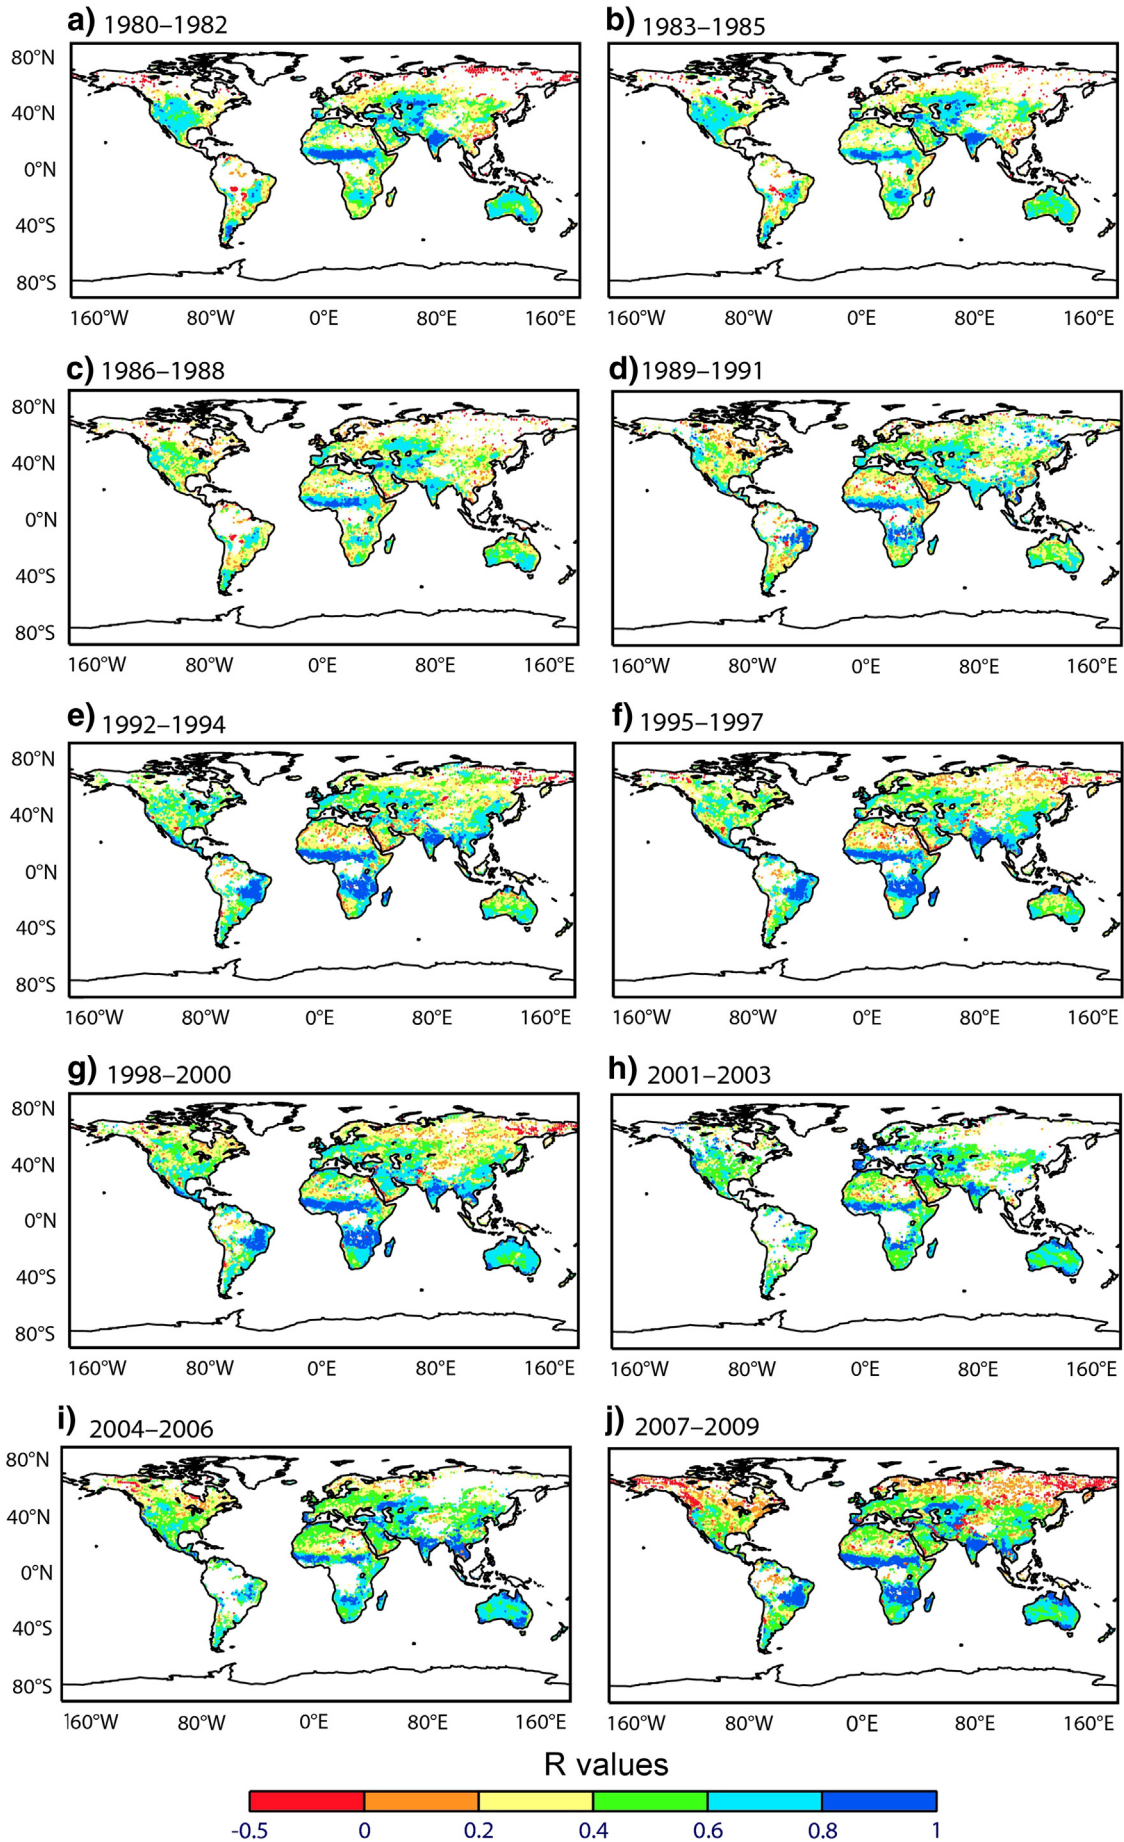 a) 1980–1982
b) 1983–1985
80°N
40°N
0°N
40°S
80°S
160°W 80°W 0°E 80°E 160°E
160°W 80°W 0°E 80°E 160°E
c) 1986–1988
d) 1989–1991
80°N
40°N
0°N
40°S
80°S
160°W 80°W 0°E 80°E 160°E
160°W 80°W 0°E 80°E 160°E
e) 1992–1994
f) 1995–1997
80°N
40°N
0°N
40°S
80°S
160°W 80°W 0°E 80°E 160°E
160°W 80°W 0°E 80°E 160°E
g) 1998–2000
h) 2001–2003
80°N
40°N
0°N
40°S
80°S
160°W 80°W 0°E 80°E 160°E
160°W 80°W 0°E 80°E 160°E
i) 2004–2006
j) 2007–2009
80°N
40°N
0°N
40°S
80°S
160°W 80°W 0°E 80°E 160°E
160°W 80°W 0°E 80°E 160°E
R values
-0.5 0 0.2 0.4 0.6 0.8 1